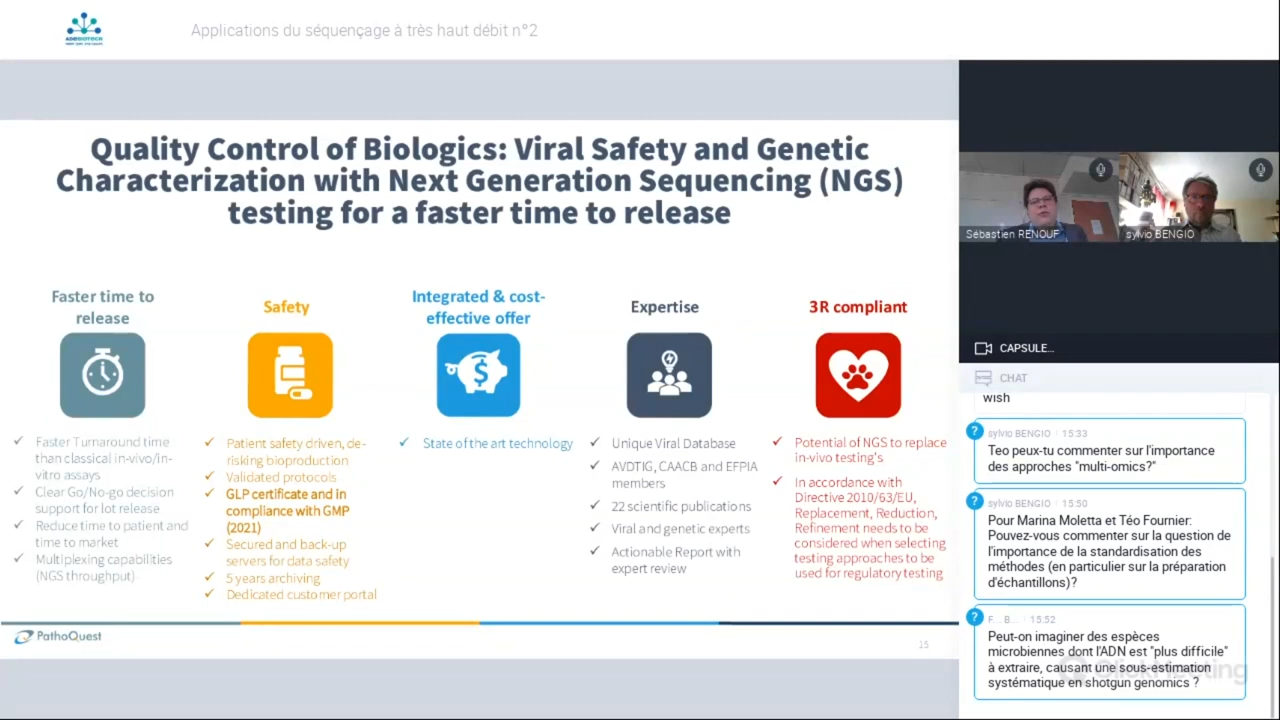 ADEBIOTECH
Applications du séquençage à très haut débit n°2
Quality Control of Biologics: Viral Safety and Genetic
Characterization with Next Generation Sequencing (NGS)
testing for a faster time to release
Faster time to
release
Faster Turnaround time
than classical in-vivo/in-
vitro assays
Clear Go/No-go decision
support for lot release
Reduce time to patient and
time to market
Multiplexing capabilities
(NGS throughput)
Safety
Patient safety driven, de-
risking bioproduction
Validated protocols
GLP certificate and in
compliance with GMP
(2021)
Secured and back-up
servers for data safety
5 years archiving
Dedicated customer portal
Integrated & cost-
effective offer
State of the art technology
Expertise
Unique Viral Database
AVDTIG, CAACB and EFPIA
members
22 scientific publications
Viral and genetic experts
Actionable Report with
expert review
3R compliant
Potential of NGS to replace
in-vivo testing's
In accordance with
Directive 2010/63/EU,
Replacement, Reduction,
Refinement needs to be
considered when selecting
testing approaches to be
used for regulatory testing
PathoQuest
15
Sébastien RENOUF
sylvio BENGIO
CAPSULE...
CHAT
wish
sylvio BENGIO 15:33
Teo peux-tu commenter sur l'importance
des approches "multi-omics?"
sylvio BENGIO 15:50
Pour Marina Moletta et Téo Fournier:
Pouvez-vous commenter sur la question de
l'importance de la standardisation des
méthodes (en particulier sur la préparation
d'échantillons)?
F... B... 15:52
Peut-on imaginer des espèces
microbiennes dont l'ADN est "plus difficile"
à extraire, causant une sous-estimation
systématique en shotgun genomics ?
ClickMeeting